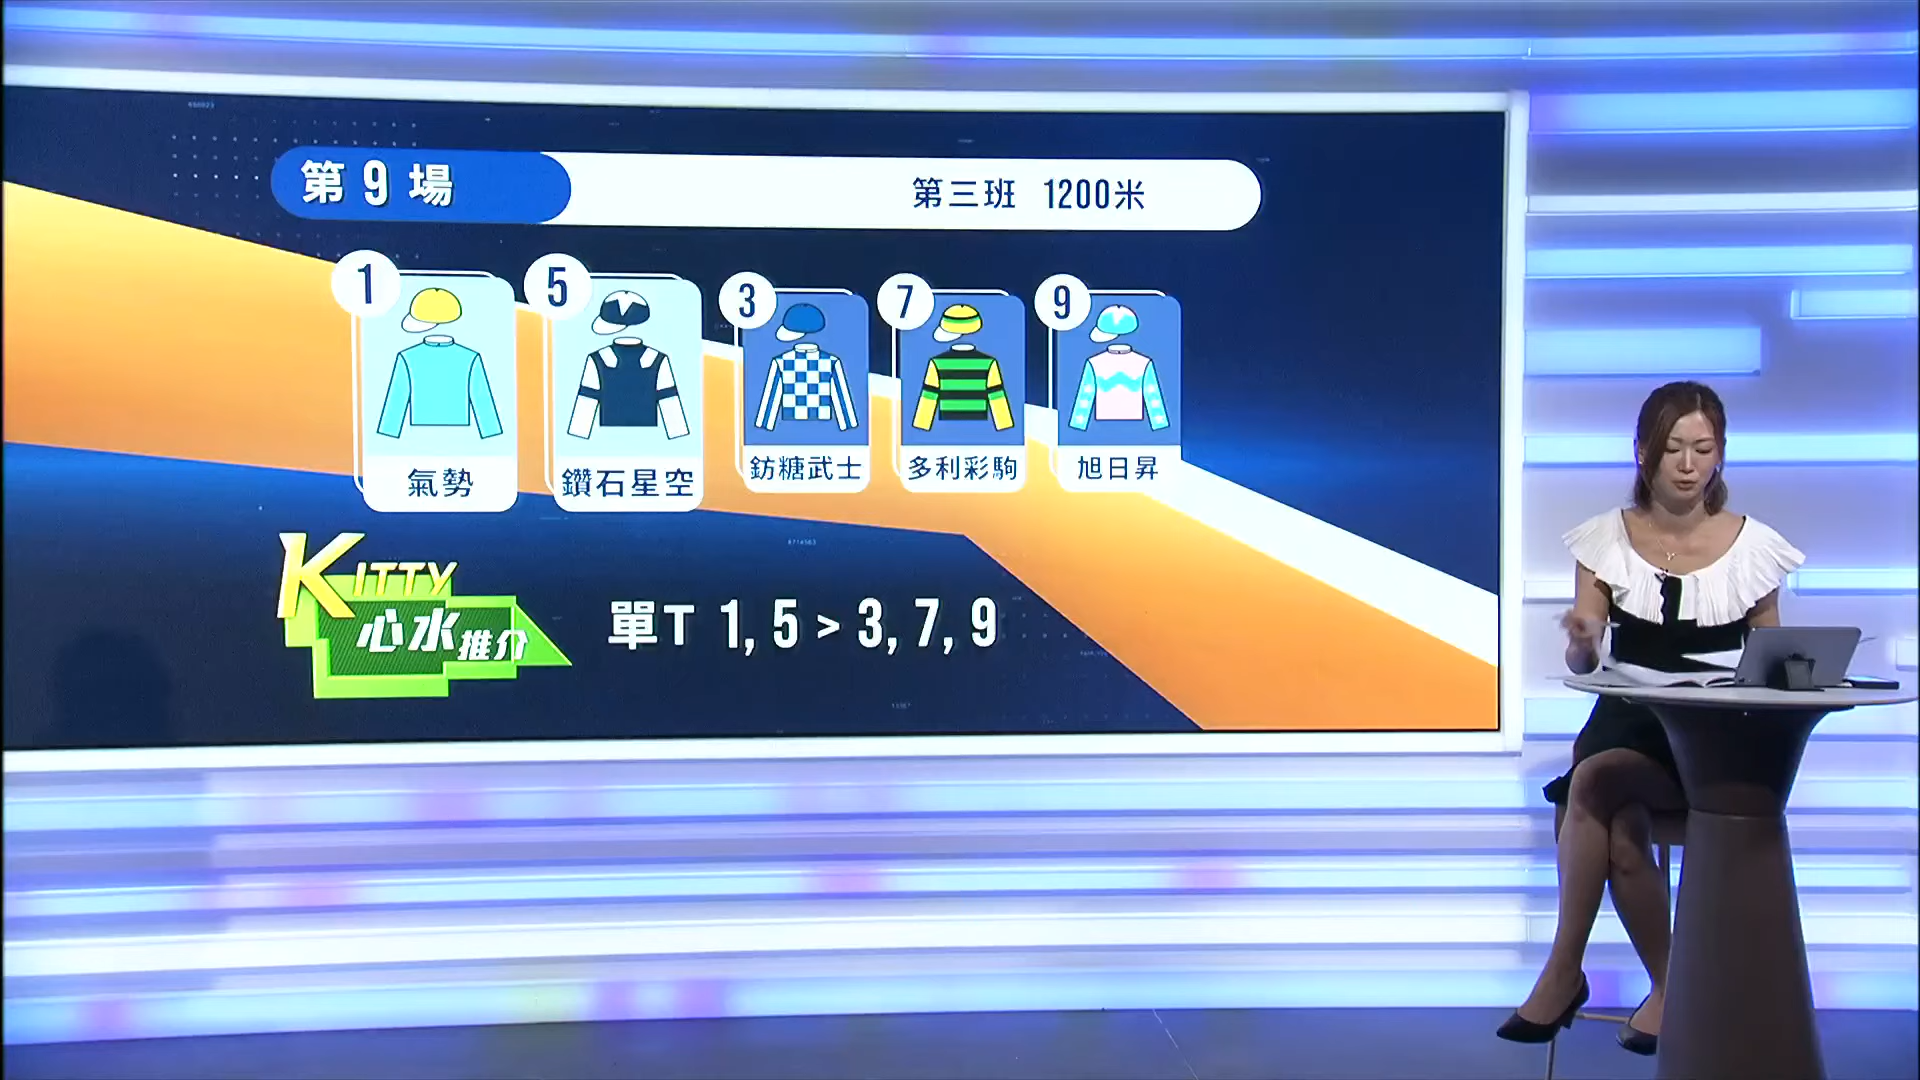 第 9 場
第三班 1200米
1 5 3 7 9
氣勢 鑽石星空 鈁糖武士 多利彩駒 旭日昇
KITTY
心水推介
單T 1, 5 > 3, 7, 9